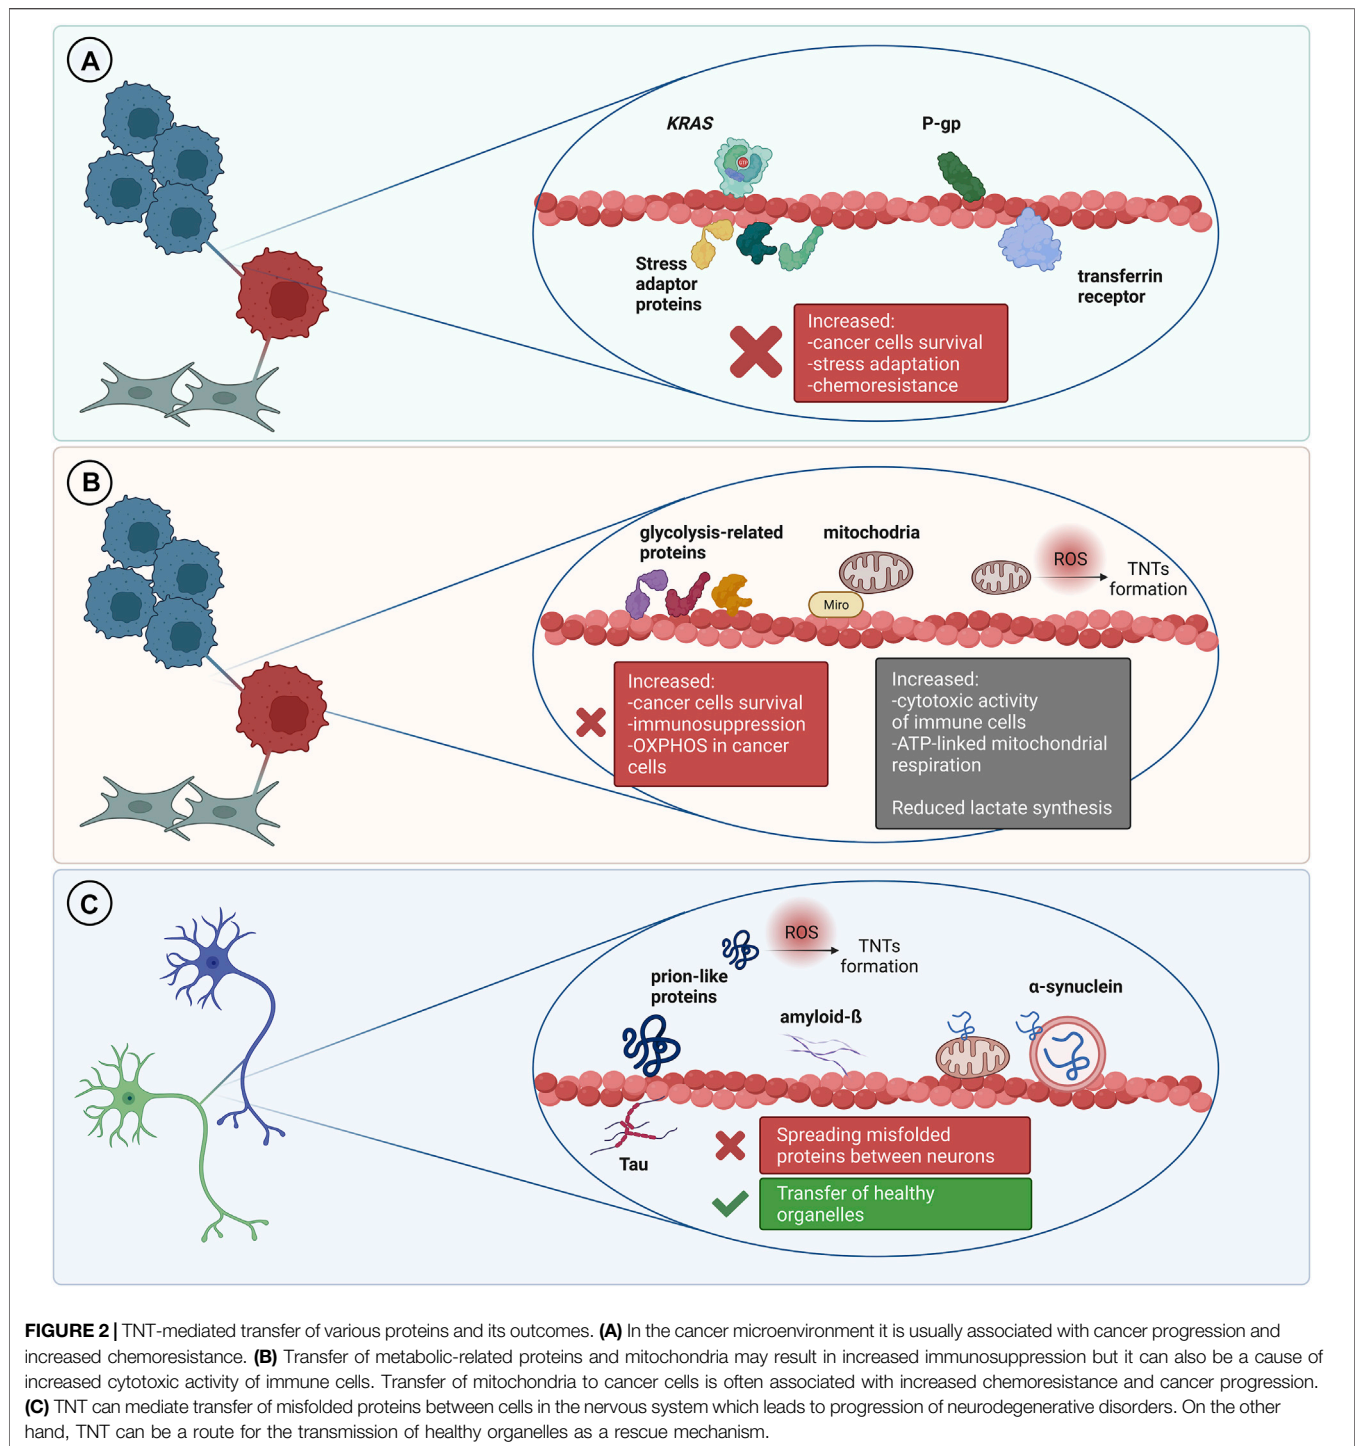 A
KRAS
GTP
P-gp
Stress
adaptor
proteins
transferrin
receptor
Increased:
-cancer cells survival
-stress adaptation
-chemoresistance
B
glycolysis-related
proteins
mitochodria
Miro
ROS
TNTs
formation
Increased:
-cancer cells survival
-immunosuppression
-OXPHOS in cancer
cells
Increased:
-cytotoxic activity
of immune cells
-ATP-linked mitochondrial
respiration
Reduced lactate synthesis
C
prion-like
proteins
ROS
TNTs
formation
amyloid-ß
α-synuclein
Tau
Spreading misfolded
proteins between neurons
Transfer of healthy
organelles
FIGURE 2 | TNT-mediated transfer of various proteins and its outcomes. (A) In the cancer microenvironment it is usually associated with cancer progression and
increased chemoresistance. (B) Transfer of metabolic-related proteins and mitochondria may result in increased immunosuppression but it can also be a cause of
increased cytotoxic activity of immune cells. Transfer of mitochondria to cancer cells is often associated with increased chemoresistance and cancer progression.
(C) TNT can mediate transfer of misfolded proteins between cells in the nervous system which leads to progression of neurodegenerative disorders. On the other
hand, TNT can be a route for the transmission of healthy organelles as a rescue mechanism.